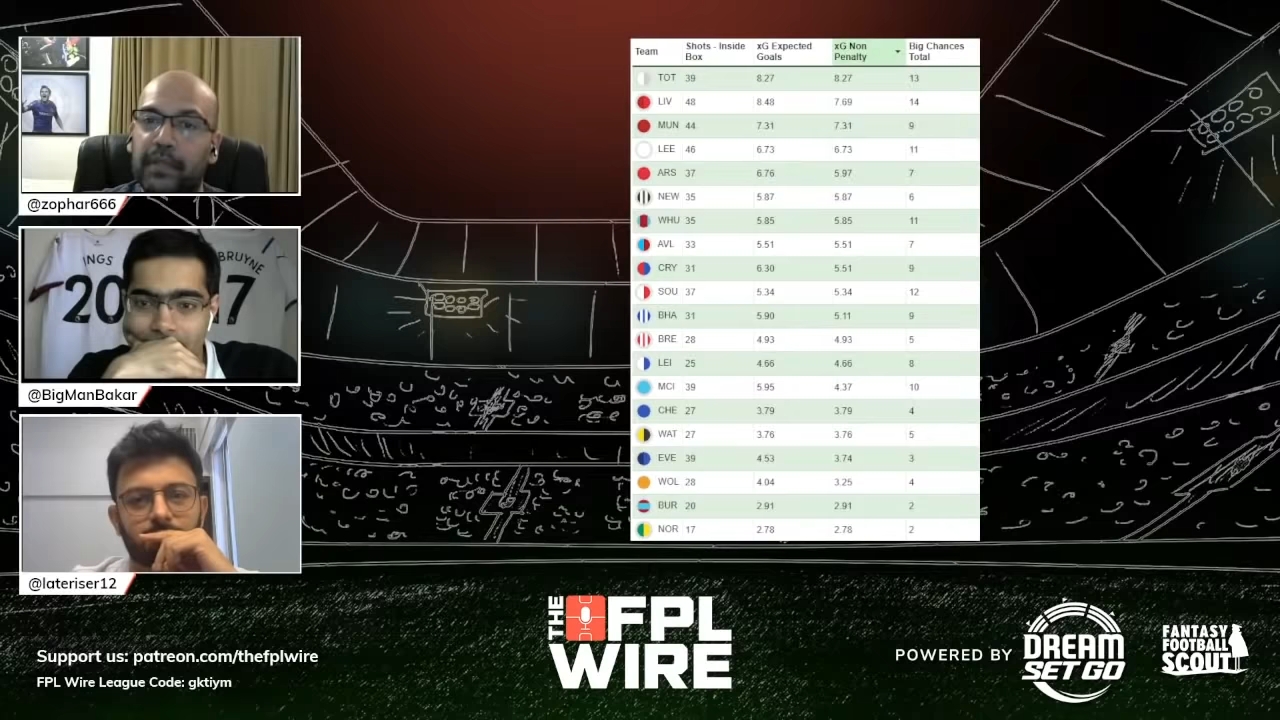 @zophar666
INGS
20
BRUYNE
17
@BigManBakar
@lateriser12
Support us: patreon.com/thefplwire
FPL Wire League Code: gktiym
Team Shots - Inside Box xG Expected Goals xG Non Penalty Big Chances Total
TOT 39 8.27 8.27 13
LIV 48 8.48 7.69 14
MUN 44 7.31 7.31 9
LEE 46 6.73 6.73 11
ARS 37 6.76 5.97 7
NEW 35 5.87 5.87 6
WHU 35 5.85 5.85 11
AVL 33 5.51 5.51 7
CRY 31 6.30 5.51 9
SOU 37 5.34 5.34 12
BHA 31 5.90 5.11 9
BRE 28 4.93 4.93 5
LEI 25 4.66 4.66 8
MCI 39 5.95 4.37 10
CHE 27 3.79 3.79 4
WAT 27 3.76 3.76 5
EVE 39 4.53 3.74 3
WOL 28 4.04 3.25 4
BUR 20 2.91 2.91 2
NOR 17 2.78 2.78 2
THE FPL
WIRE
POWERED BY
DREAM
SET GO
FANTASY
FOOTBALL
SCOUT